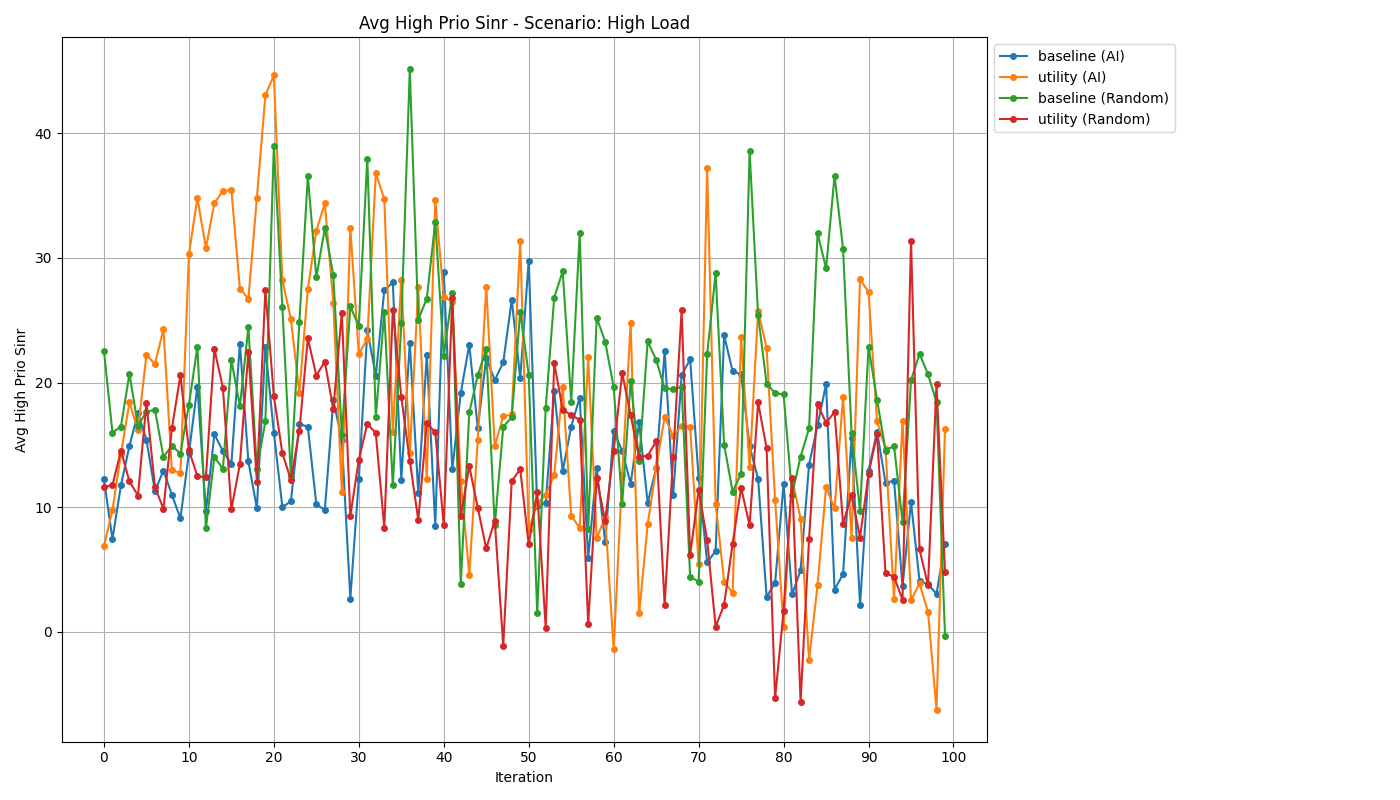 Avg High Prio Sinr - Scenario: High Load
baseline (AI)
utility (AI)
baseline (Random)
utility (Random)
Avg High Prio Sinr
40
30
20
10
0
0 10 20 30 40 50 60 70 80 90 100
Iteration